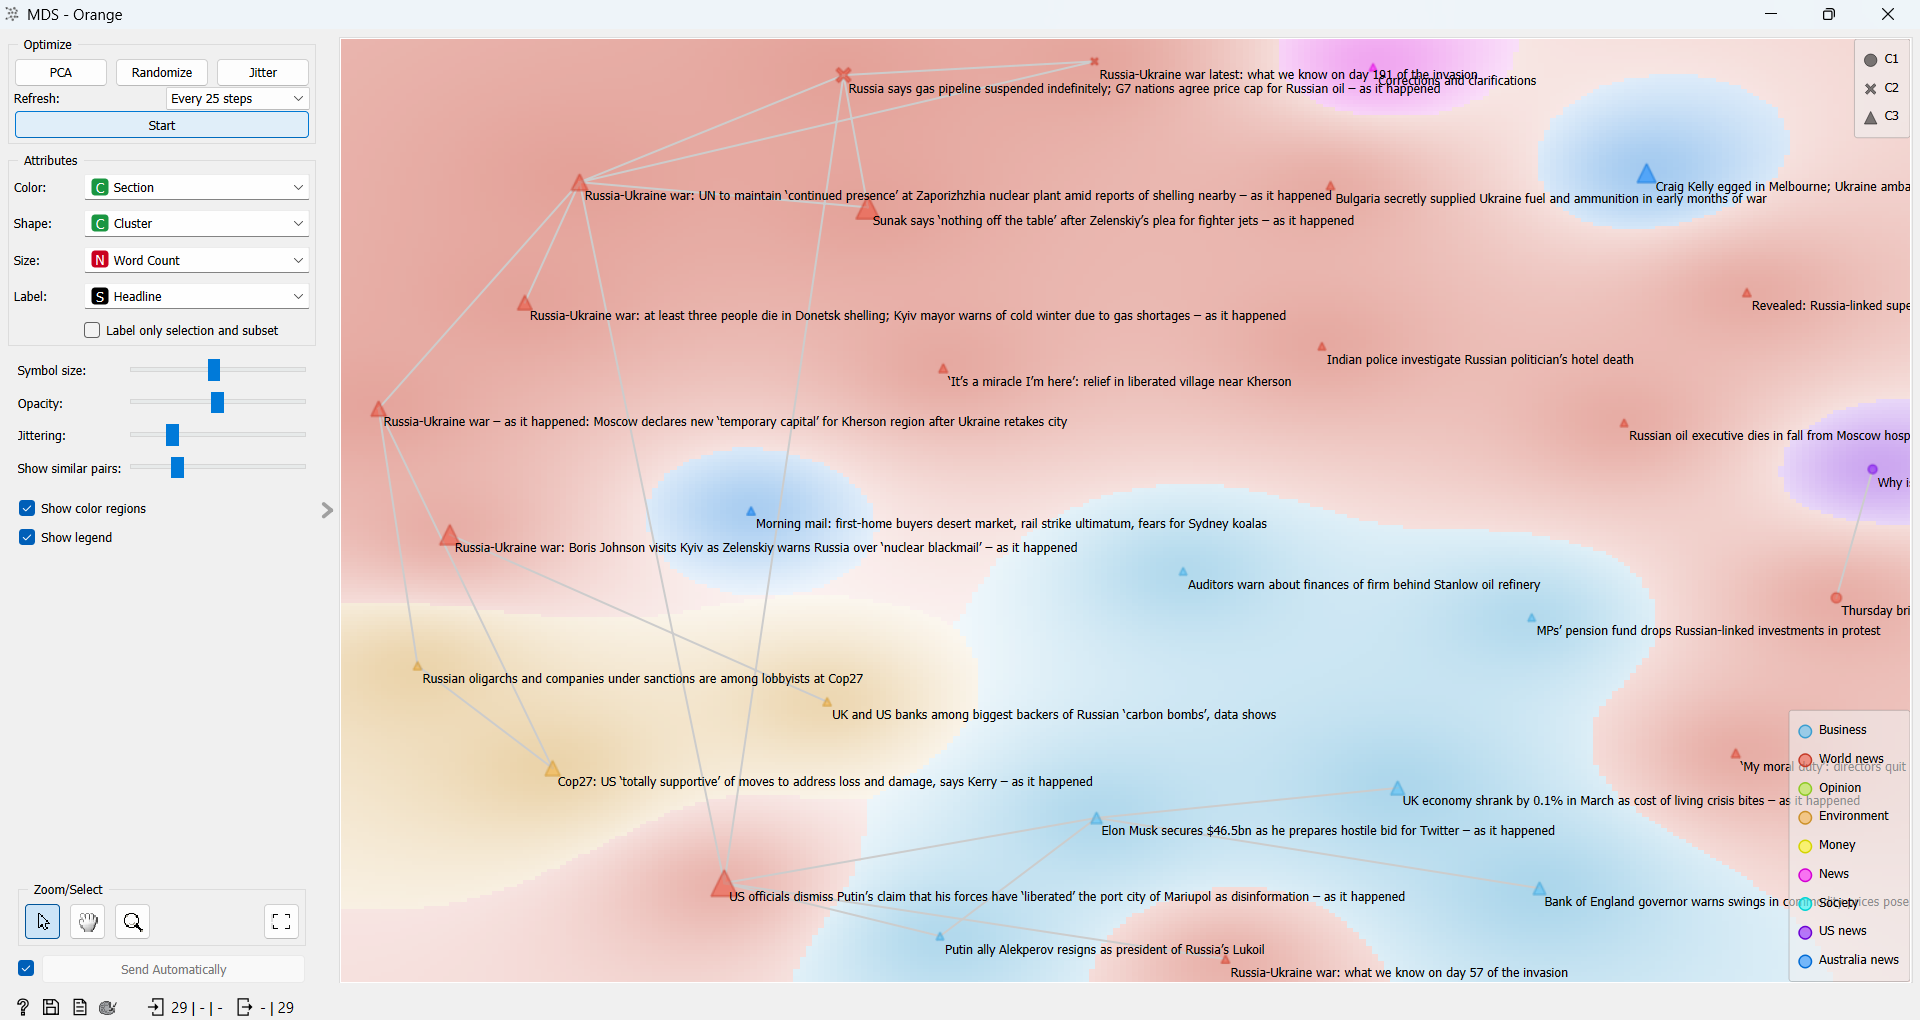 MDS - Orange
Optimize
PCA
Randomize
Jitter
Refresh:
Every 25 steps
Start
Attributes
Color:
C Section
Shape:
C Cluster
Size:
N Word Count
Label:
S Headline
Label only selection and subset
Symbol size:
Opacity:
Jittering:
Show similar pairs:
Show color regions
Show legend
Zoom/Select
Send Automatically
29 | - | -
- | 29
C1
C2
C3
Russia-Ukraine war latest: what we know on day 191 of the invasion
Corrections and clarifications
Russia says gas pipeline suspended indefinitely; G7 nations agree price cap for Russian oil – as it happened
Craig Kelly egged in Melbourne; Ukraine amba
Russia-Ukraine war: UN to maintain ‘continued presence’ at Zaporizhzhia nuclear plant amid reports of shelling nearby – as it happened
Bulgaria secretly supplied Ukraine fuel and ammunition in early months of war
Sunak says ‘nothing off the table’ after Zelenskiy’s plea for fighter jets – as it happened
Revealed: Russia-linked supe
Russia-Ukraine war: at least three people die in Donetsk shelling; Kyiv mayor warns of cold winter due to gas shortages – as it happened
Indian police investigate Russian politician’s hotel death
‘It’s a miracle I’m here’: relief in liberated village near Kherson
Russia-Ukraine war – as it happened: Moscow declares new ‘temporary capital’ for Kherson region after Ukraine retakes city
Russian oil executive dies in fall from Moscow hosp
Why i
Morning mail: first-home buyers desert market, rail strike ultimatum, fears for Sydney koalas
Russia-Ukraine war: Boris Johnson visits Kyiv as Zelenskiy warns Russia over ‘nuclear blackmail’ – as it happened
Auditors warn about finances of firm behind Stanlow oil refinery
Thursday bri
MPs’ pension fund drops Russian-linked investments in protest
Russian oligarchs and companies under sanctions are among lobbyists at Cop27
UK and US banks among biggest backers of Russian ‘carbon bombs’, data shows
‘My moral duty’: directors quit
Cop27: US ‘totally supportive’ of moves to address loss and damage, says Kerry – as it happened
UK economy shrank by 0.1% in March as cost of living crisis bites – as it happened
Elon Musk secures $46.5bn as he prepares hostile bid for Twitter – as it happened
US officials dismiss Putin’s claim that his forces have ‘liberated’ the port city of Mariupol as disinformation – as it happened
Bank of England governor warns swings in commodity prices pose
Putin ally Alekperov resigns as president of Russia’s Lukoil
Russia-Ukraine war: what we know on day 57 of the invasion
Business
World news
Opinion
Environment
Money
News
Society
US news
Australia news